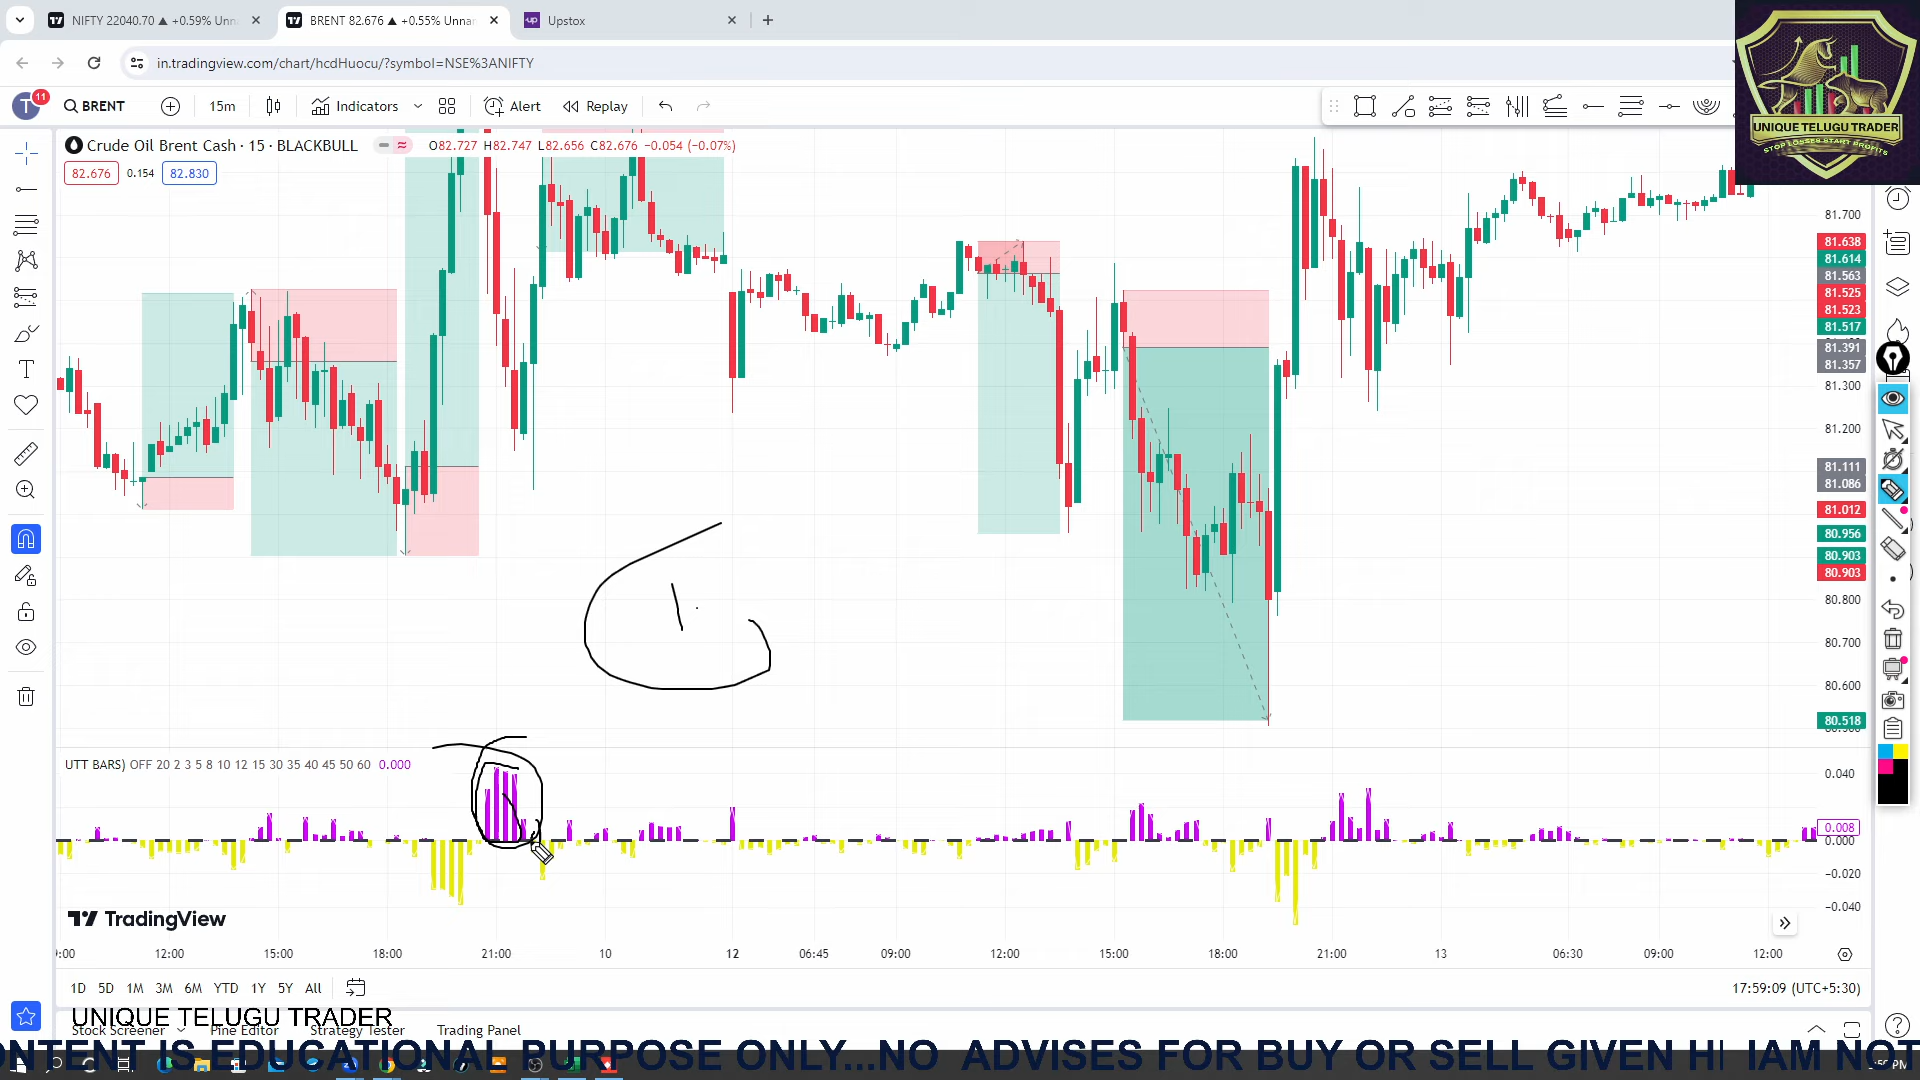 NIFTY 22040.70 ▲ +0.59% Unn
BRENT 82.676 ▲ +0.55% Unna
Upstox
in.tradingview.com/chart/hcdHuocu/?symbol=NSE%3ANIFTY
T 11 BRENT 15m Indicators Alert Replay
UNIQUE TELUGU TRADER
STOP LOSSES START PROFITS
Crude Oil Brent Cash · 15 · BLACKBULL O82.727 H82.747 L82.656 C82.676 −0.054 (−0.07%)
82.676 0.154 82.830
81.700
81.638
81.614
81.563
81.525
81.523
81.517
81.391
81.357
81.300
81.200
81.111
81.086
81.012
80.956
80.903
80.903
80.800
80.700
80.600
80.518
UTT BARS) OFF 20 2 3 5 8 10 12 15 30 35 40 45 50 60 0.000
0.040
0.008
0.000
−0.020
−0.040
TradingView
:00 12:00 15:00 18:00 21:00 10 12 06:45 09:00 12:00 15:00 18:00 21:00 13 06:30 09:00 12:00
1D 5D 1M 3M 6M YTD 1Y 5Y All 17:59:09 (UTC+5:30)
UNIQUE TELUGU TRADER
Stock Screener Pine Editor Strategy Tester Trading Panel
ONTENT IS EDUCATIONAL PURPOSE ONLY...NO ADVISES FOR BUY OR SELL GIVEN IAM NOT